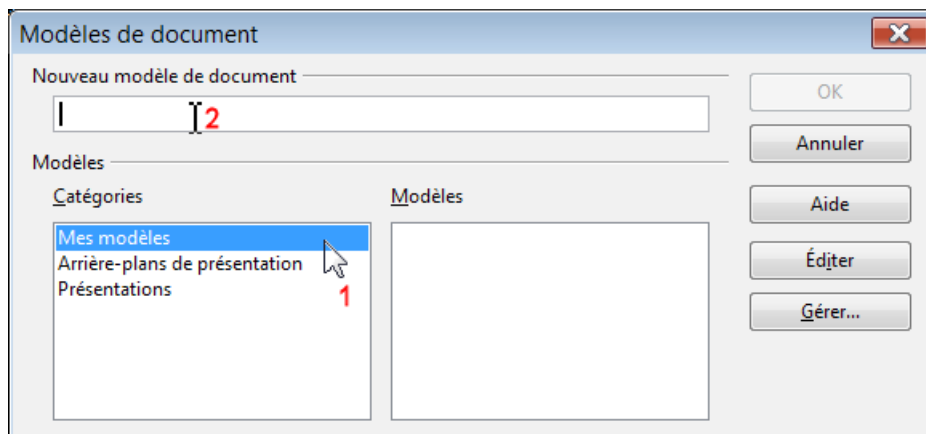 Modèles de document
Nouveau modèle de document
2
OK
Annuler
Modèles
Catégories
Modèles
Aide
Mes modèles
Arrière-plans de présentation
Présentations
1
Éditer
Gérer...